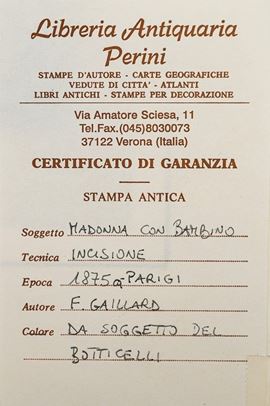 Libreria Antiquaria
Perini
STAMPE D'AUTORE - CARTE GEOGRAFICHE
VEDUTE DI CITTA' - ATLANTI
LIBRI ANTICHI - STAMPE PER DECORAZIONE
Via Amatore Sciesa, 11
Tel.Fax.(045)8030073
37122 Verona (Italia)
CERTIFICATO DI GARANZIA
STAMPA ANTICA
Soggetto MADONNA CON BAMBINO
Tecnica INCISIONE
Epoca 1875 PARIGI
Autore F. GAILLARD
Colore DA SOGGETTO DEL
BOTTICELLI